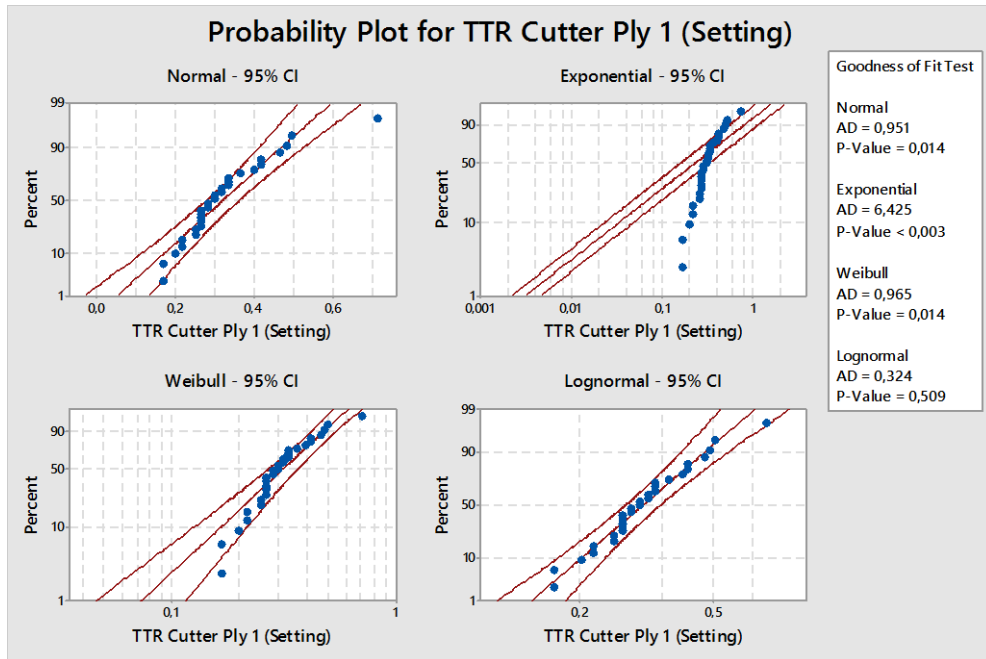 Probability Plot for TTR Cutter Ply 1 (Setting)
Normal - 95% CI
99
90
50
10
1
Percent
0,0
0,2
0,4
0,6
TTR Cutter Ply 1 (Setting)
Exponential - 95% CI
90
50
10
1
Percent
0,001
0,01
0,1
1
TTR Cutter Ply 1 (Setting)
Goodness of Fit Test
Normal
AD = 0,951
P-Value = 0,014
Exponential
AD = 6,425
P-Value < 0,003
Weibull
AD = 0,965
P-Value = 0,014
Lognormal
AD = 0,324
P-Value = 0,509
Weibull - 95% CI
90
50
10
1
Percent
0,1
1
TTR Cutter Ply 1 (Setting)
Lognormal - 95% CI
99
90
50
10
1
Percent
0,2
0,5
TTR Cutter Ply 1 (Setting)